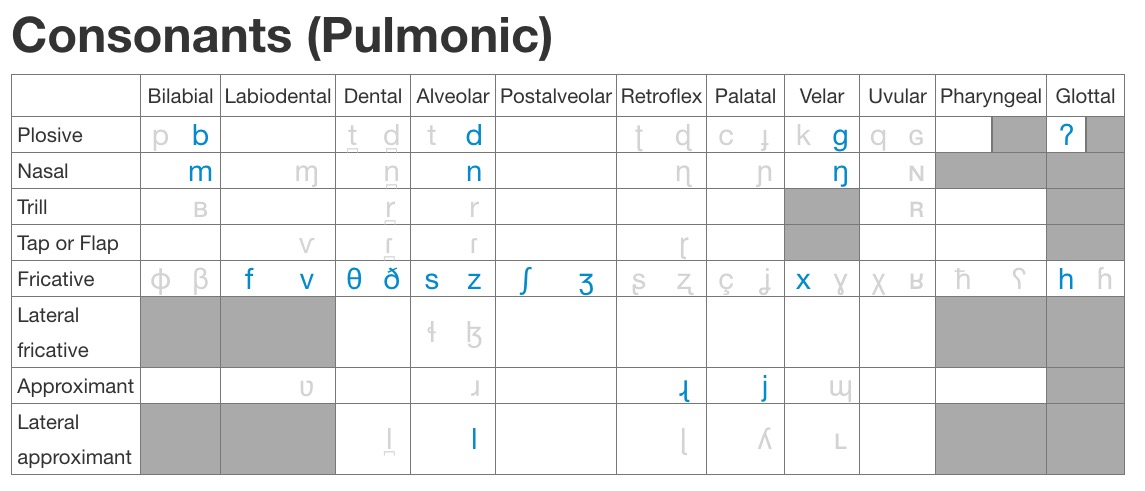 Consonants (Pulmonic)
Bilabial Labiodental Dental Alveolar Postalveolar Retroflex Palatal Velar Uvular Pharyngeal Glottal
Plosive p b t̪ d̪ t d ʈ ɖ c ɟ k ɡ q ɢ ʔ
Nasal m ɱ n̪ n ɳ ɲ ŋ ɴ
Trill ʙ r̪ r ʀ
Tap or Flap ⱱ ɾ̪ ɾ ɽ
Fricative ɸ β f v θ ð s z ʃ ʒ ʂ ʐ ç ʝ x ɣ χ ʁ ħ ʕ h ɦ
Lateral
fricative ɬ ɮ
Approximant ʋ ɹ ɻ j ɰ
Lateral
approximant l̪ l ɭ ʎ ʟ